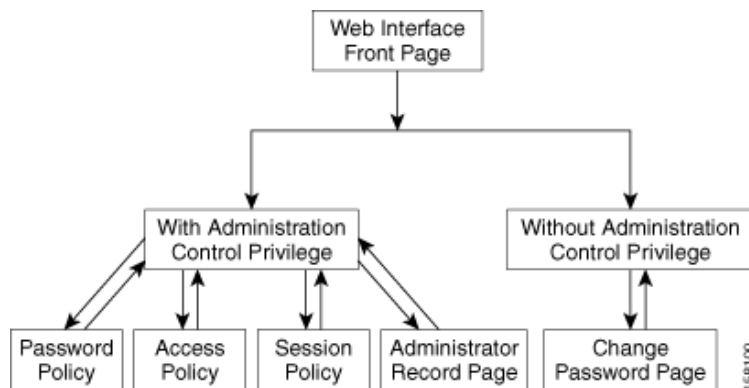 Web Interface
Front Page
With Administration
Control Privilege
Without Administration
Control Privilege
Password
Policy
Access
Policy
Session
Policy
Administrator
Record Page
Change
Password Page